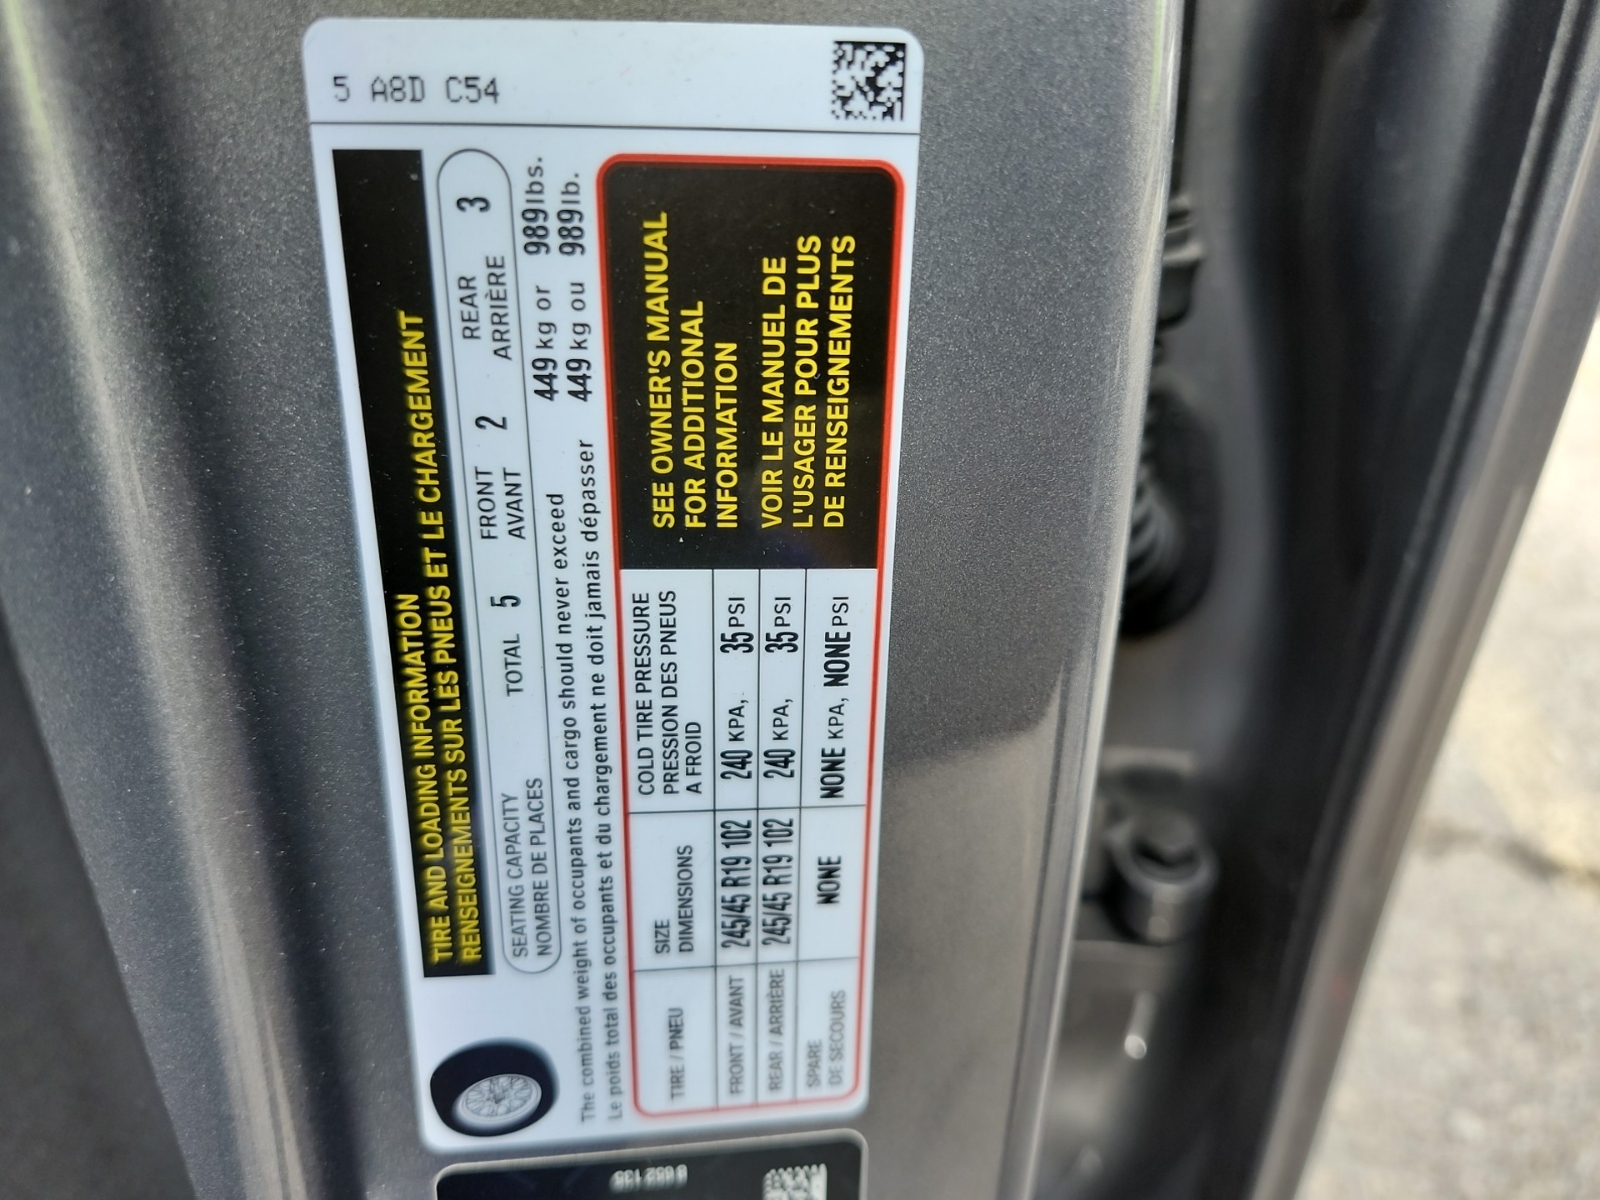 5 A8D C54
TIRE AND LOADING INFORMATION
RENSEIGNEMENTS SUR LES PNEUS ET LE CHARGEMENT
SEATING CAPACITY TOTAL 5 FRONT 2 REAR 3
NOMBRE DE PLACES AVANT ARRIÈRE
The combined weight of occupants and cargo should never exceed 449 kg or 989 lbs.
Le poids total des occupants et du chargement ne doit jamais dépasser 449 kg ou 989 lb.
TIRE / PNEU
SIZE
DIMENSIONS
COLD TIRE PRESSURE
PRESSION DES PNEUS
A FROID
FRONT / AVANT 245/45 R19 102 240 KPA, 35 PSI
REAR / ARRIÈRE 245/45 R19 102 240 KPA, 35 PSI
SPARE
DE SECOURS NONE NONE KPA, NONE PSI
SEE OWNER'S MANUAL
FOR ADDITIONAL
INFORMATION
VOIR LE MANUEL DE
L'USAGER POUR PLUS
DE RENSEIGNEMENTS